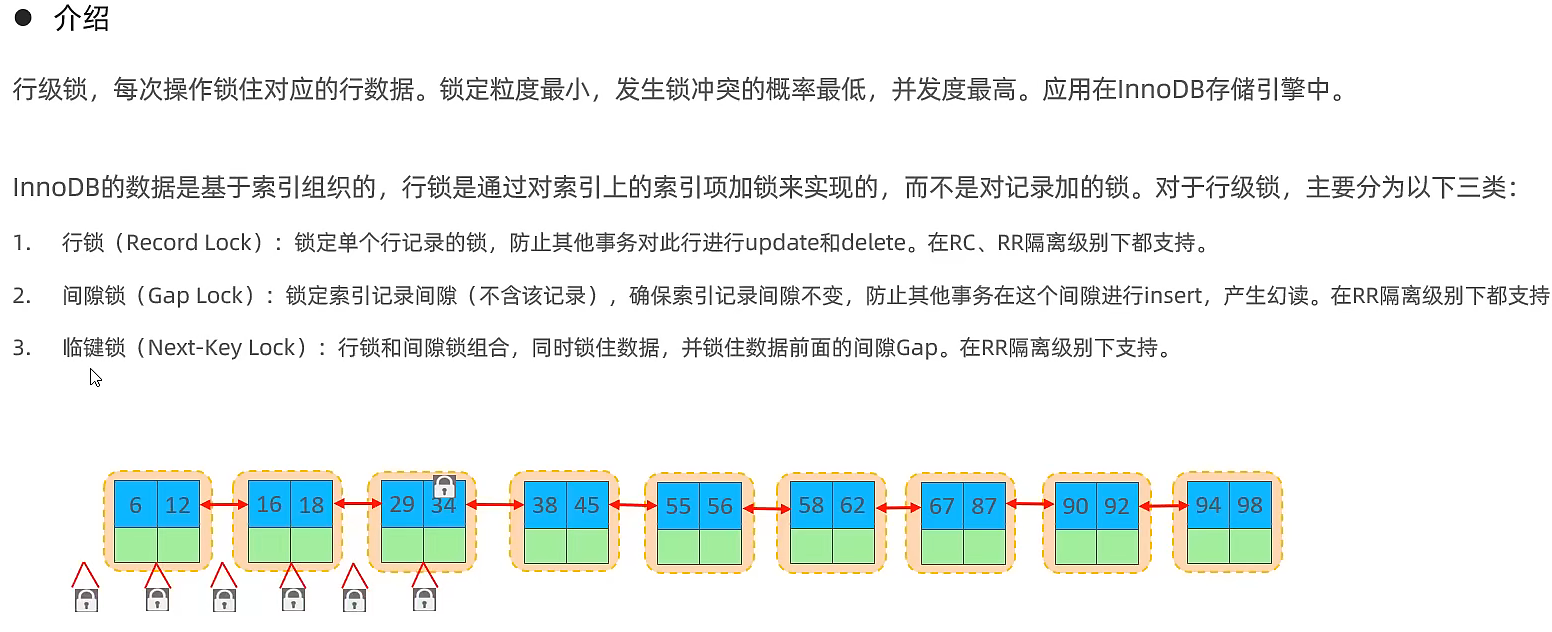 ● 介绍
行级锁，每次操作锁住对应的行数据。锁定粒度最小，发生锁冲突的概率最低，并发度最高。应用在InnoDB存储引擎中。
InnoDB的数据是基于索引组织的，行锁是通过对索引上的索引项加锁来实现的，而不是对记录加的锁。对于行级锁，主要分为以下三类：
1. 行锁（Record Lock）：锁定单个行记录的锁，防止其他事务对此行进行update和delete。在RC、RR隔离级别下都支持。
2. 间隙锁（Gap Lock）：锁定索引记录间隙（不含该记录），确保索引记录间隙不变，防止其他事务在这个间隙进行insert，产生幻读。在RR隔离级别下都支持
3. 临键锁（Next-Key Lock）：行锁和间隙锁组合，同时锁住数据，并锁住数据前面的间隙Gap。在RR隔离级别下支持。
6 12 16 18 29 34 38 45 55 56 58 62 67 87 90 92 94 98